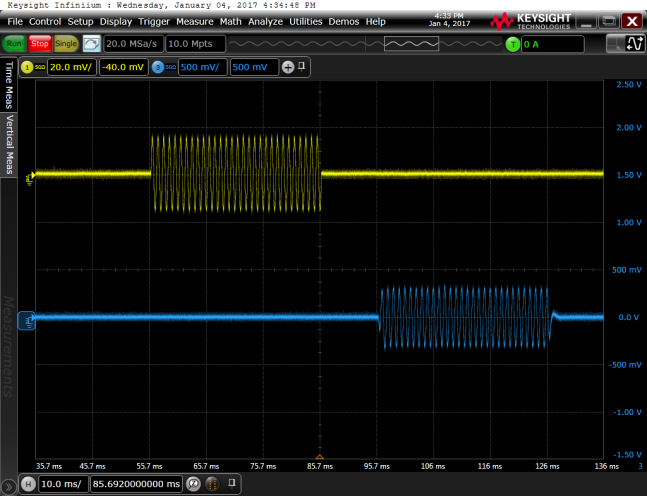 Keysight Infiniium : Wednesday, January 04, 2017 4:34:48 PM
File Control Setup Display Trigger Measure Math Analyze Utilities Demos Help
4:33 PM
Jan 4, 2017
KEYSIGHT
TECHNOLOGIES
Run Stop Single 20.0 MSa/s 10.0 Mpts
T 0 A
1 50Ω 20.0 mV/ -40.0 mV 3 50Ω 500 mV/ 500 mV
Time Meas
Vertical Meas
Measurements
2.50 V
2.00 V
1.50 V
1.00 V
500 mV
0.0 V
-500 mV
-1.00 V
-1.50 V
35.7 ms 45.7 ms 55.7 ms 65.7 ms 75.7 ms 85.7 ms 95.7 ms 106 ms 116 ms 126 ms 136 ms 3
H 10.0 ms/ 85.6920000000 ms